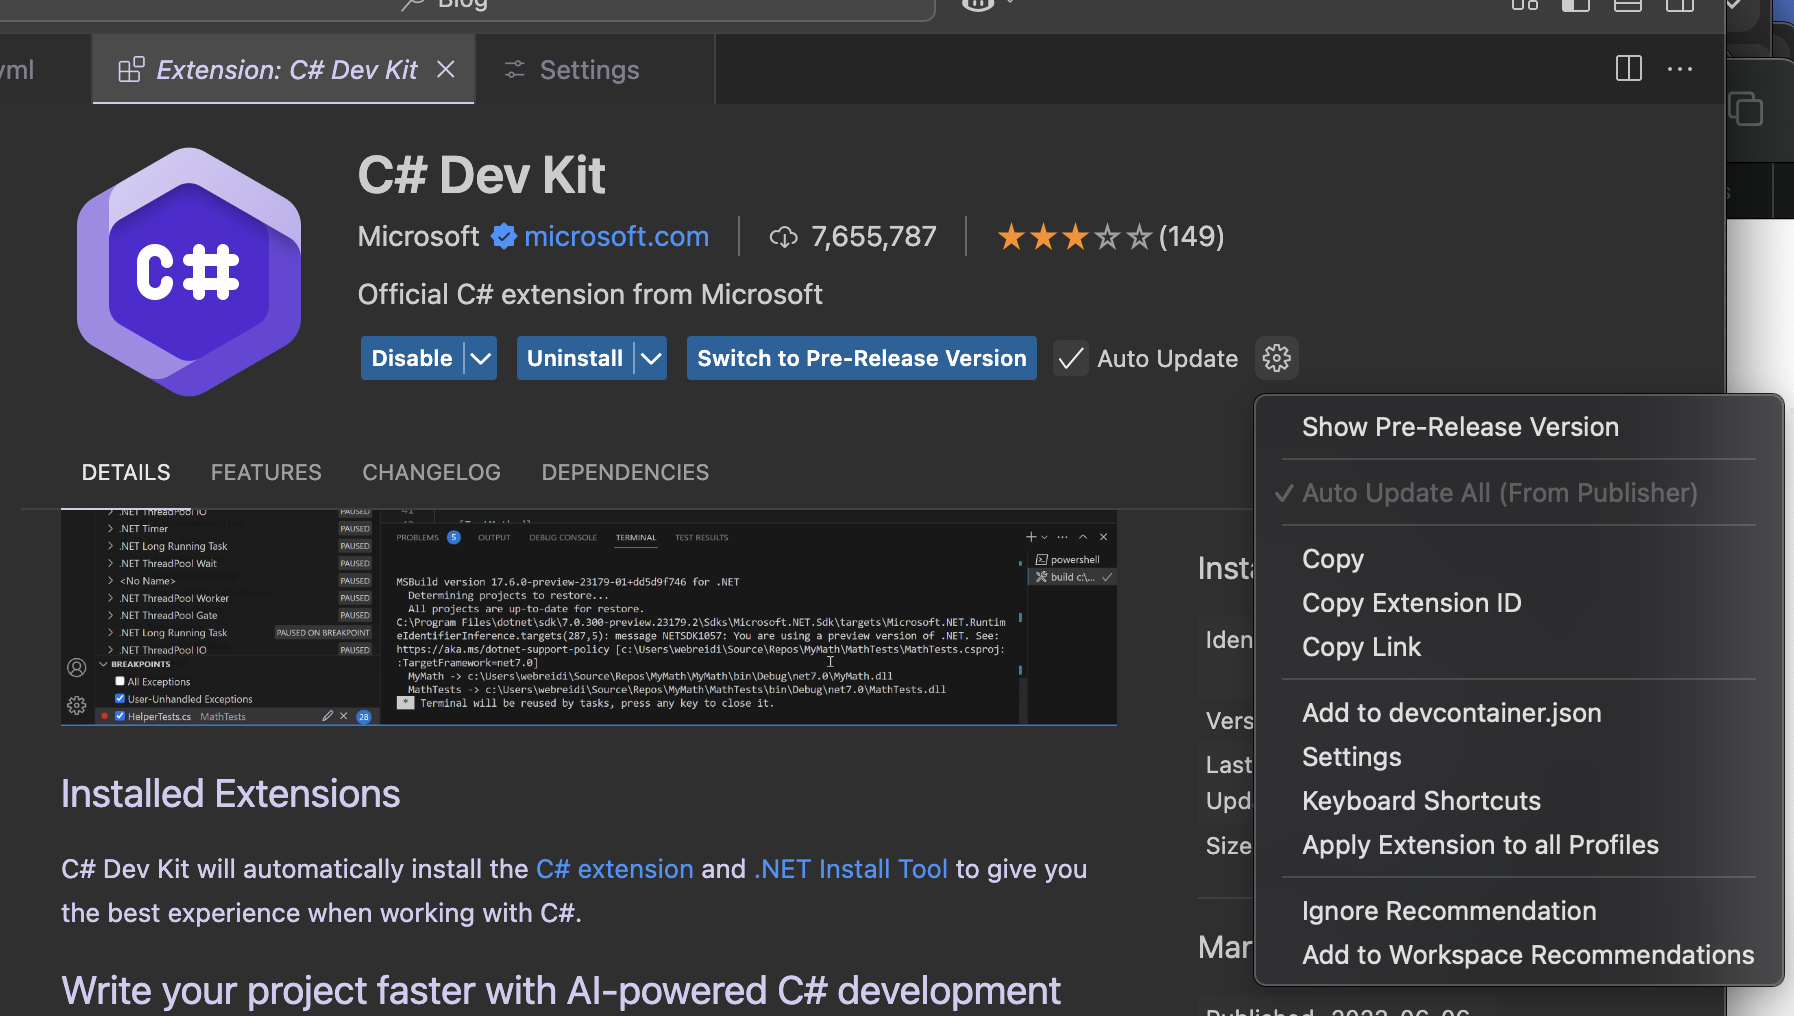 Blog
yml
Extension: C# Dev Kit
Settings
C#
C# Dev Kit
Microsoft microsoft.com 7,655,787 (149)
Official C# extension from Microsoft
Disable Uninstall Switch to Pre-Release Version Auto Update
Show Pre-Release Version
Auto Update All (From Publisher)
Copy
Copy Extension ID
Copy Link
Add to devcontainer.json
Settings
Keyboard Shortcuts
Apply Extension to all Profiles
Ignore Recommendation
Add to Workspace Recommendations
DETAILS FEATURES CHANGELOG DEPENDENCIES
.NET ThreadPool IO PAUSED
.NET Timer PAUSED
.NET Long Running Task PAUSED
.NET ThreadPool Wait PAUSED
<No Name> PAUSED
.NET ThreadPool Worker PAUSED
.NET ThreadPool Gate PAUSED
.NET Long Running Task PAUSED ON BREAKPOINT
.NET ThreadPool IO PAUSED
BREAKPOINTS
All Exceptions
User-Unhandled Exceptions
HelperTests.cs MathTests 28
41
PROBLEMS 5 OUTPUT DEBUG CONSOLE TERMINAL TEST RESULTS
powershell
build c:\...
MSBuild version 17.6.0-preview-23179-01+dd5d9f746 for .NET
Determining projects to restore...
All projects are up-to-date for restore.
C:\Program Files\dotnet\sdk\7.0.300-preview.23179.2\Sdks\Microsoft.NET.Sdk\targets\Microsoft.NET.Runtim
eIdentifierInference.targets(287,5): message NETSDK1057: You are using a preview version of .NET. See:
https://aka.ms/dotnet-support-policy [c:\Users\webreidi\Source\Repos\MyMath\MathTests\MathTests.csproj:
:TargetFramework=net7.0]
MyMath -> c:\Users\webreidi\Source\Repos\MyMath\MyMath\bin\Debug\net7.0\MyMath.dll
MathTests -> c:\Users\webreidi\Source\Repos\MyMath\MathTests\bin\Debug\net7.0\MathTests.dll
* Terminal will be reused by tasks, press any key to close it.
Installed Extensions
C# Dev Kit will automatically install the C# extension and .NET Install Tool to give you
the best experience when working with C#.
Write your project faster with AI-powered C# development
Insta
Iden
Vers
Last
Upda
Size
Mar
Published 2023-06-06